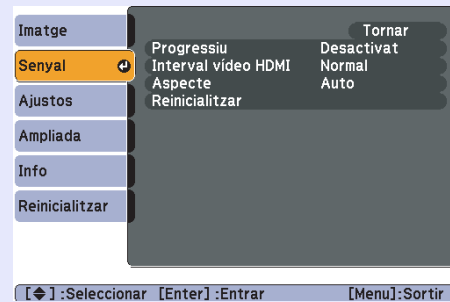 Imatge
Senyal
Ajustos
Ampliada
Info
Reinicialitzar
Tornar
Progressiu Desactivat
Interval vídeo HDMI Normal
Aspecte Auto
Reinicialitzar
[ ] :Seleccionar [Enter] :Entrar [Menu]:Sortir